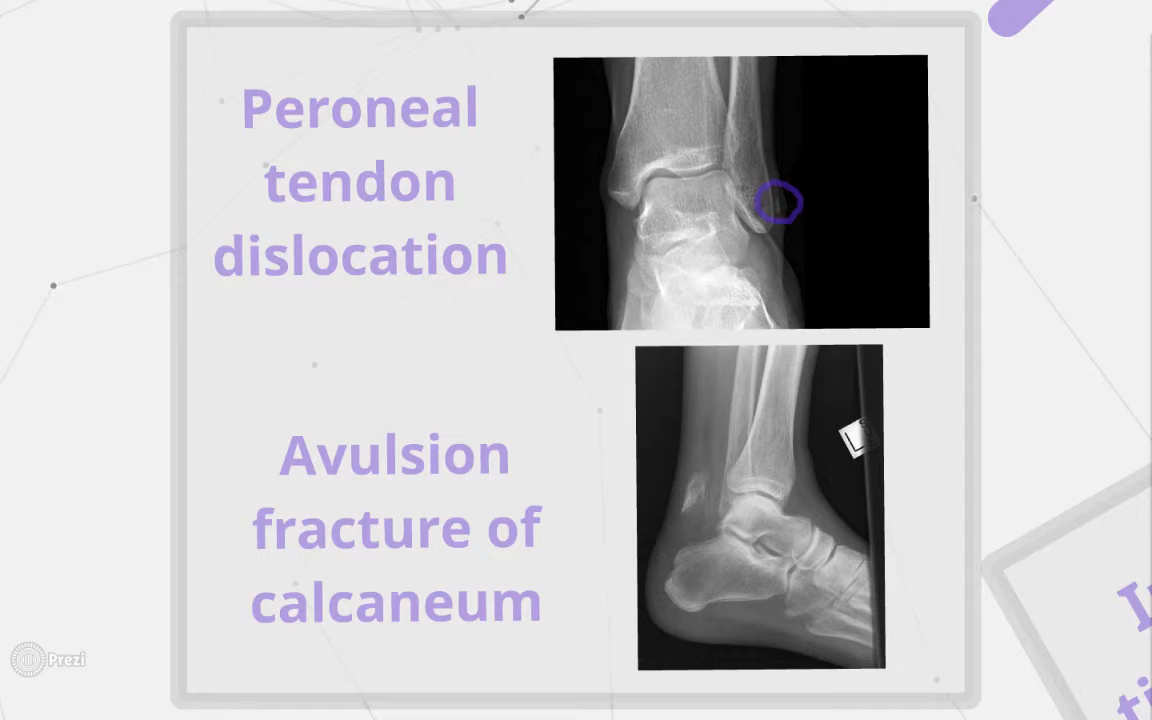 Peroneal
tendon
dislocation
L
Avulsion
fracture of
calcaneum
Prezi